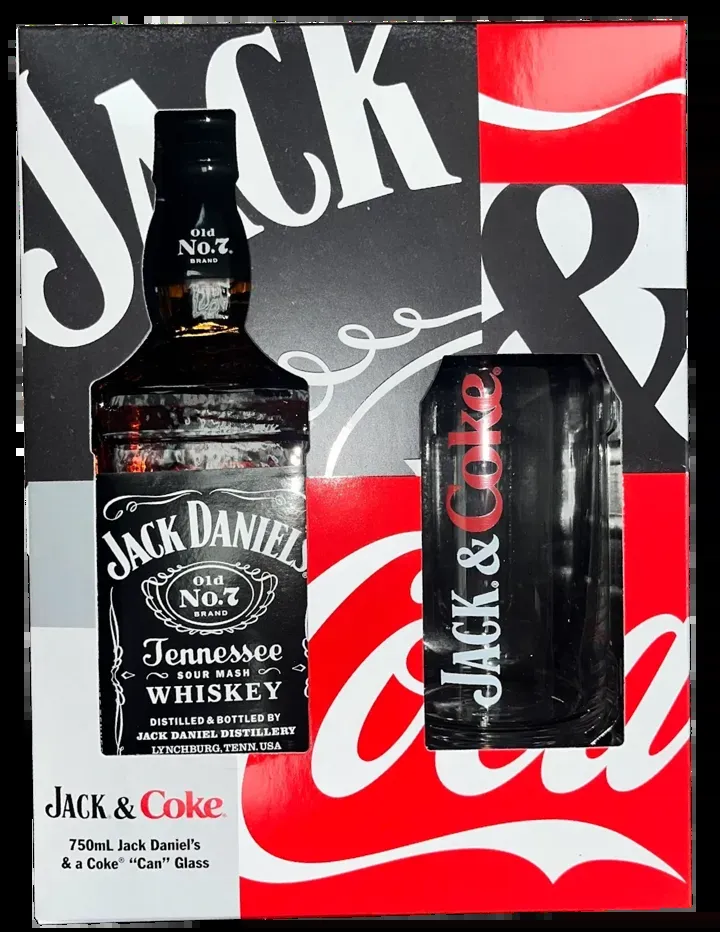 JACK
&
Old
No.7
BRAND
JACK DANIEL'S
Old
No.7
BRAND
Tennessee
SOUR MASH
WHISKEY
DISTILLED & BOTTLED BY
JACK DANIEL DISTILLERY
LYNCHBURG, TENN. USA
JACK & Coke®
Coca
JACK & Coke
750mL Jack Daniel's
& a Coke® “Can” Glass